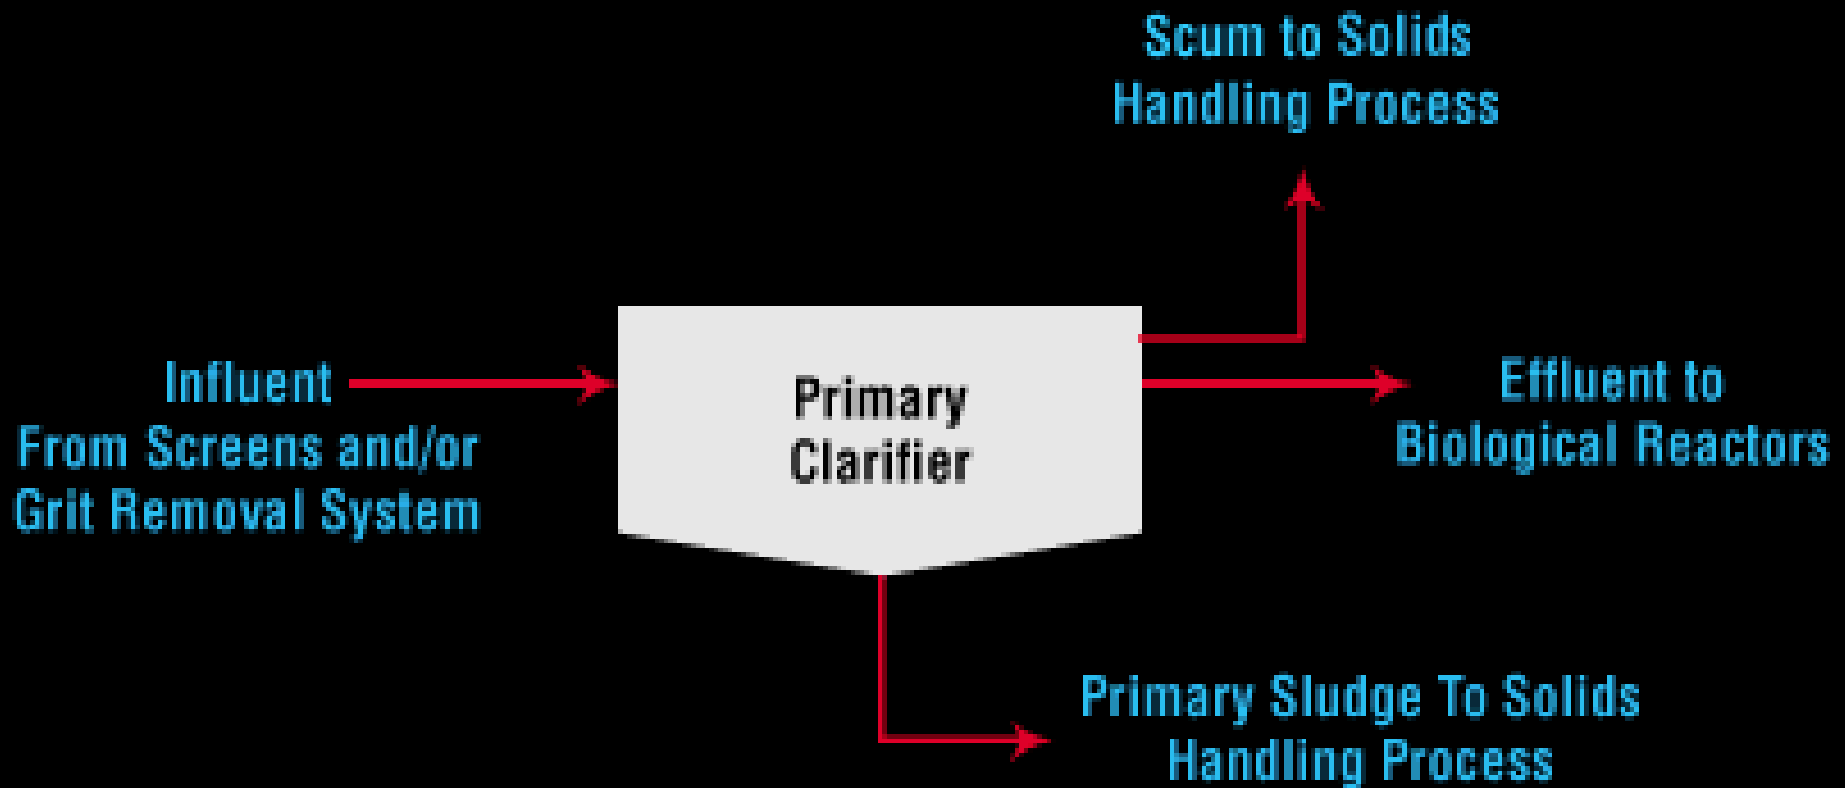 Scum to Solids
Handling Process
Influent
From Screens and/or
Grit Removal System
Primary
Clarifier
Effluent to
Biological Reactors
Primary Sludge To Solids
Handling Process